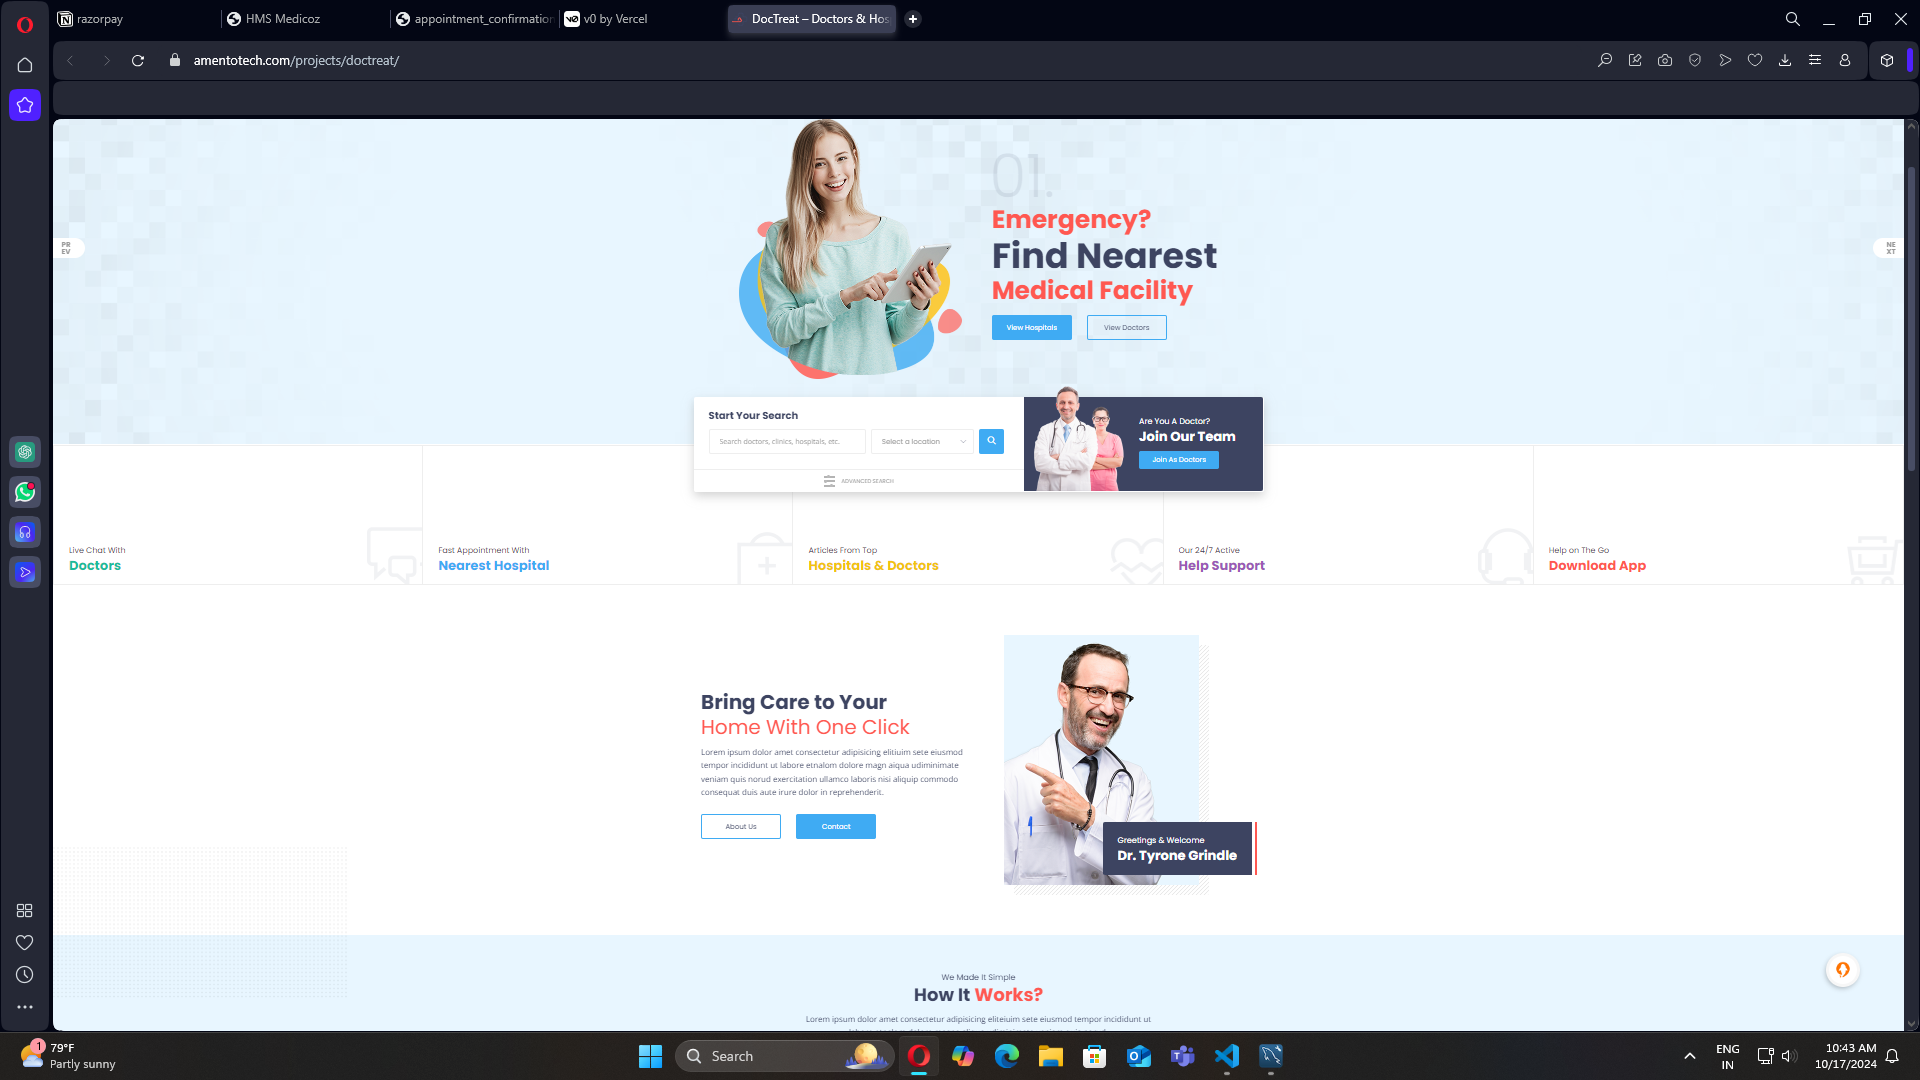 razorpay
HMS Medicoz
appointment_confirmation
v0 by Vercel
DocTreat – Doctors & Hos
amentotech.com/projects/doctreat/
01.
Emergency?
Find Nearest
Medical Facility
PR
EV
NE
XT
View Hospitals
View Doctors
Start Your Search
Search doctors, clinics, hospitals, etc.
Select a location
ADVANCED SEARCH
Are You A Doctor?
Join Our Team
Join As Doctors
Live Chat With
Doctors
Fast Appointment With
Nearest Hospital
Articles From Top
Hospitals & Doctors
Our 24/7 Active
Help Support
Help on The Go
Download App
Bring Care to Your
Home With One Click
Lorem ipsum dolor amet consectetur adipisicing elitiuim sete eiusmod
tempor incididunt ut labore etnalom dolore magn aiqua udiminimate
veniam quis norud exercitation ullamco laboris nisi aliquip commodo
consequat duis aute irure dolor in reprehenderit.
About Us
Contact
Greetings & Welcome
Dr. Tyrone Grindle
We Made It Simple
How It Works?
Lorem ipsum dolor amet consectetur adipisicing eliteiuim sete eiusmod tempor incididunt ut
1
79°F
Partly sunny
Search
ENG
IN
10:43 AM
10/17/2024